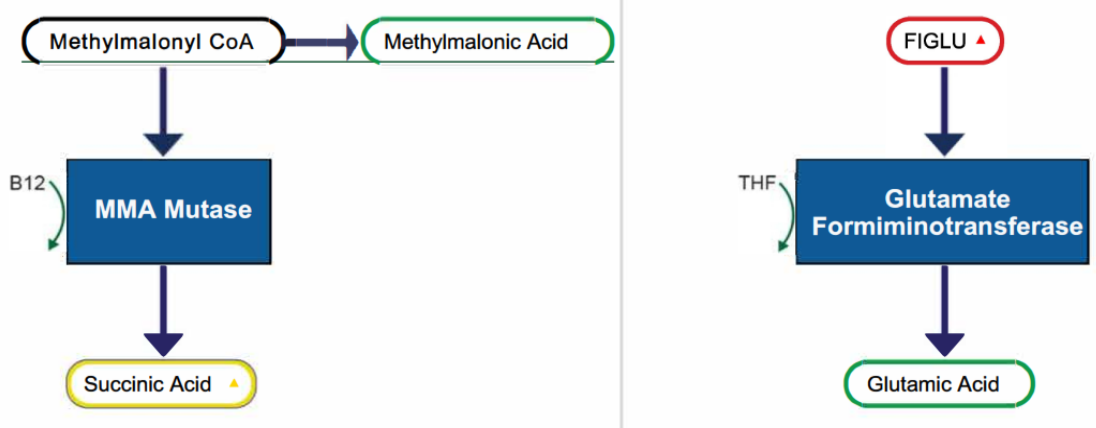 Methylmalonyl CoA
Methylmalonic Acid
FIGLU
B12
MMA Mutase
THF
Glutamate
Formiminotransferase
Succinic Acid
Glutamic Acid